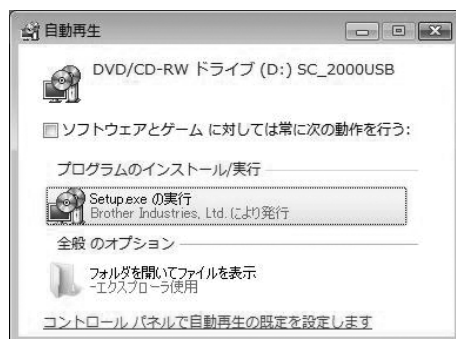 自動再生
DVD/CD-RW ドライブ (D:) SC_2000USB
ソフトウェアとゲーム に対しては常に次の動作を行う:
プログラムのインストール/実行
Setup.exe の実行
Brother Industries, Ltd. により発行
全般 のオプション
フォルダを開いてファイルを表示
-エクスプローラ使用
コントロール パネルで自動再生の既定を設定します